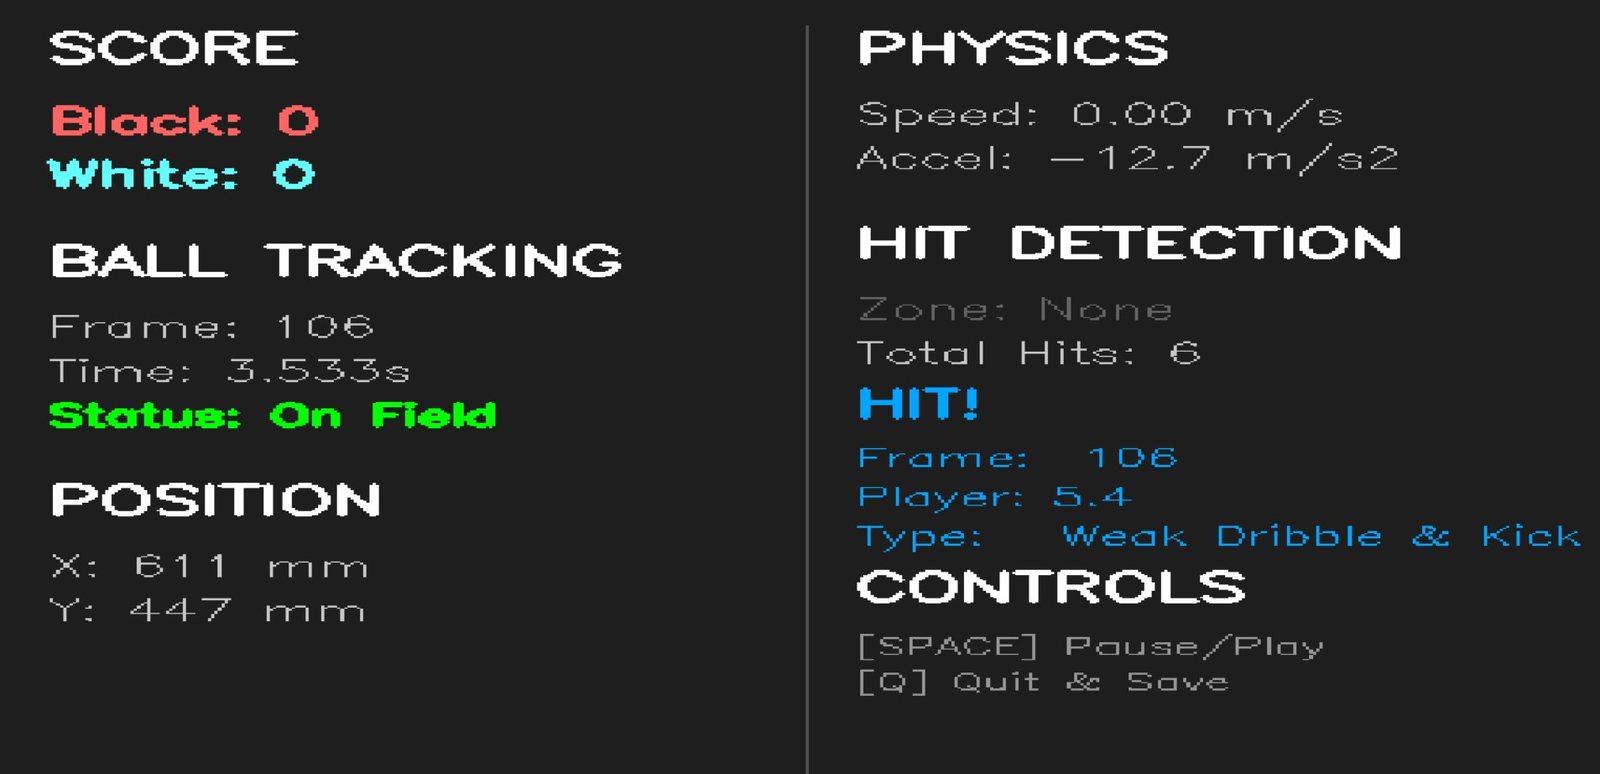 SCORE
Black: 0
White: 0
BALL TRACKING
Frame: 106
Time: 3.533s
Status: On Field
POSITION
X: 611 mm
Y: 447 mm
PHYSICS
Speed: 0.00 m/s
Accel: -12.7 m/s2
HIT DETECTION
Zone: None
Total Hits: 6
HIT!
Frame: 106
Player: 5.4
Type: Weak Dribble & Kick
CONTROLS
[SPACE] Pause/Play
[Q] Quit & Save